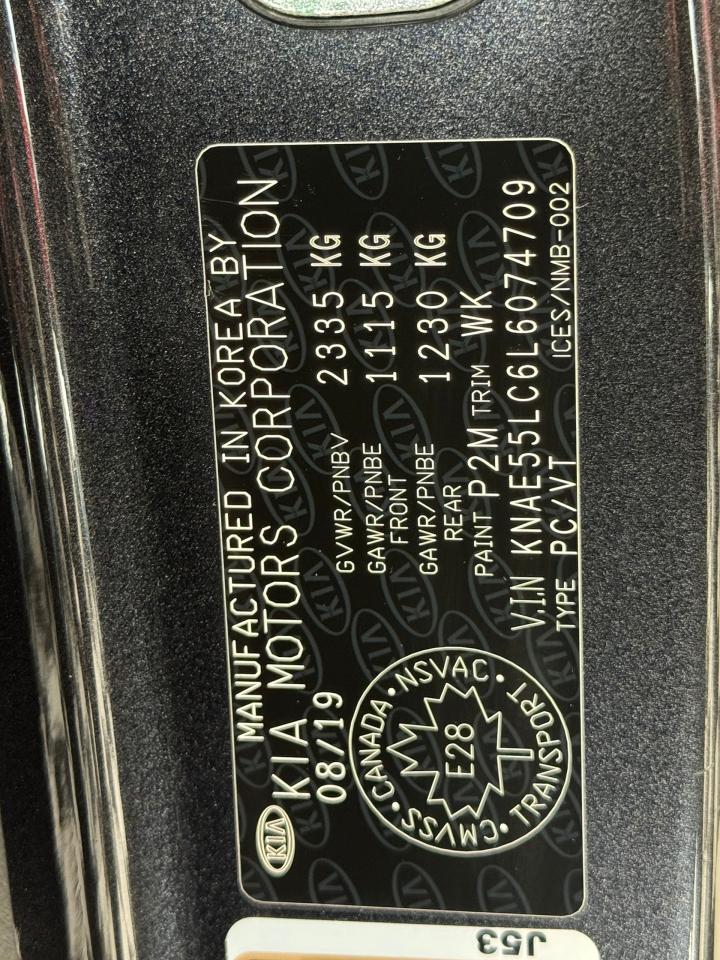 MANUFACTURED IN KOREA BY
KIA KIA MOTORS CORPORATION
08/19
GVWR/PNBV 2335 KG
GAWR/PNBE FRONT 1115 KG
GAWR/PNBE REAR 1230 KG
PAINT P2M TRIM WK
V.I.N KNAE55LC6L6074709
TYPE PC/VT ICES/NMB-002
CMVSS • CANADA • NSVAC • TRANSPORT •
E28
J53